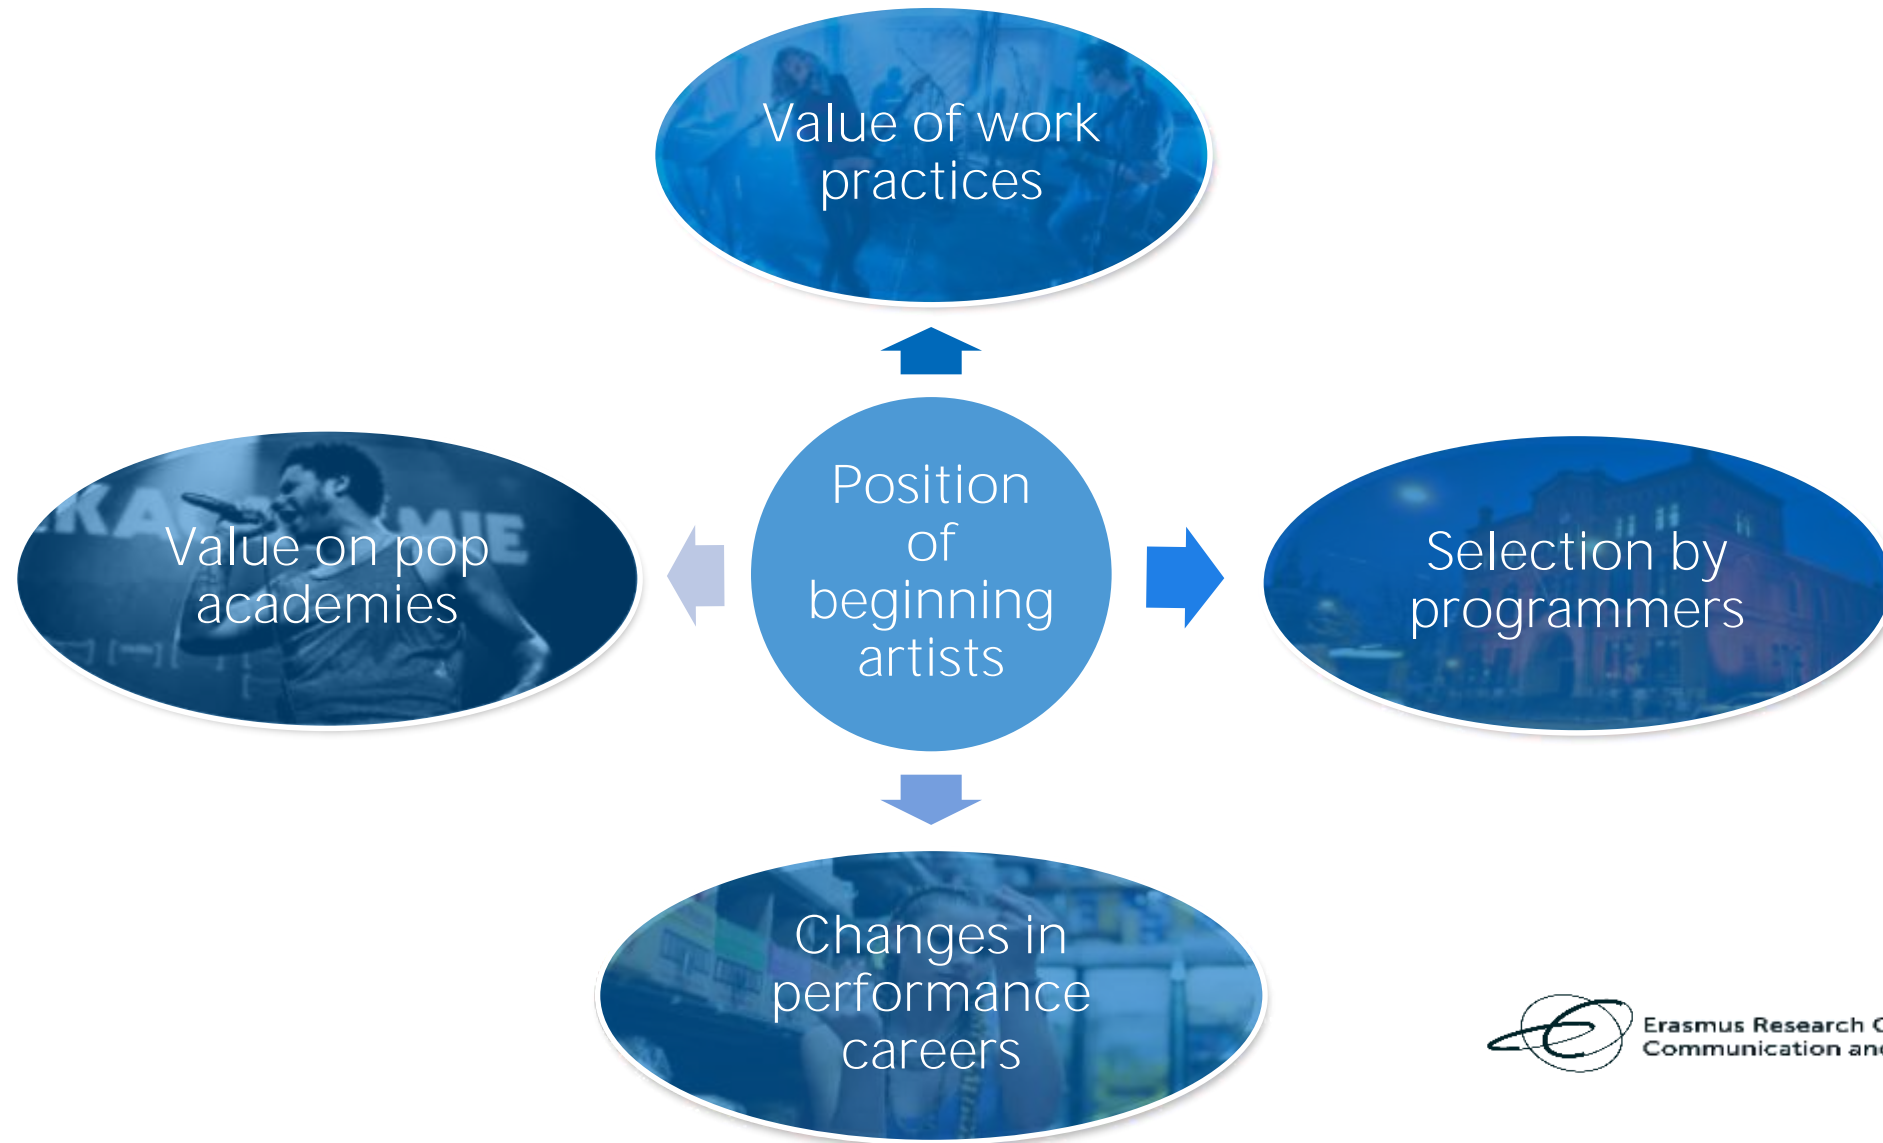 Value of work
practices
Value on pop
academies
Position
of
beginning
artists
Selection by
programmers
Changes in
performance
careers
Erasmus Research
Communication and